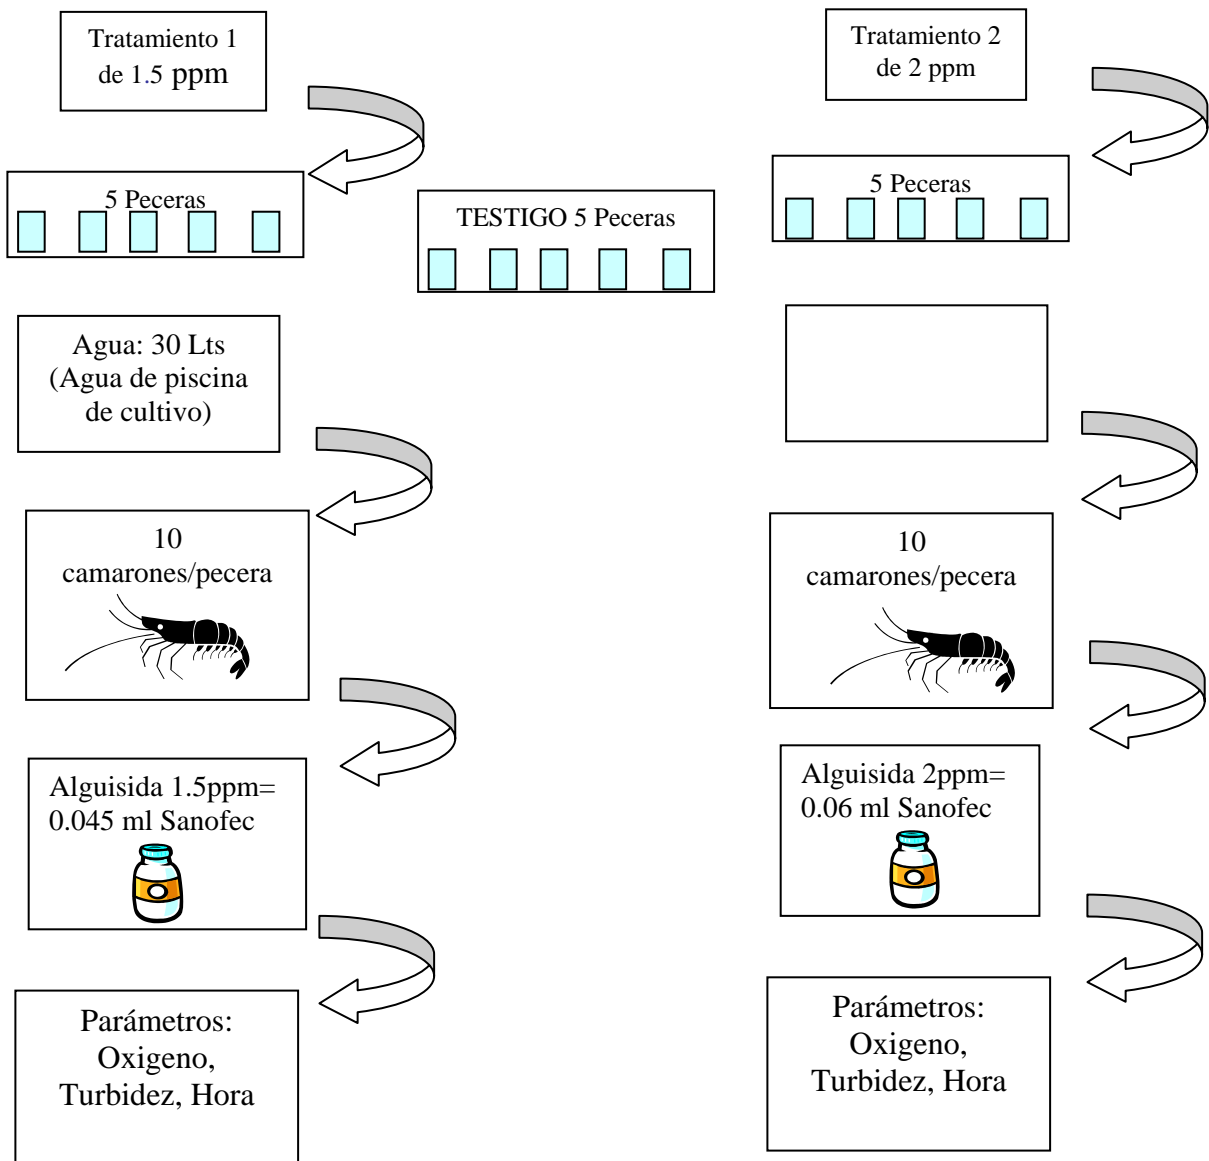 Tratamiento 1
de 1.5 ppm
5 Peceras
Agua: 30 Lts
(Agua de piscina
de cultivo)
10
camarones/pecera
Alguisida 1.5ppm=
0.045 ml Sanofec
Parámetros:
Oxigeno,
Turbidez, Hora
TESTIGO 5 Peceras
Tratamiento 2
de 2 ppm
5 Peceras
10
camarones/pecera
Alguisida 2ppm=
0.06 ml Sanofec
Parámetros:
Oxigeno,
Turbidez, Hora